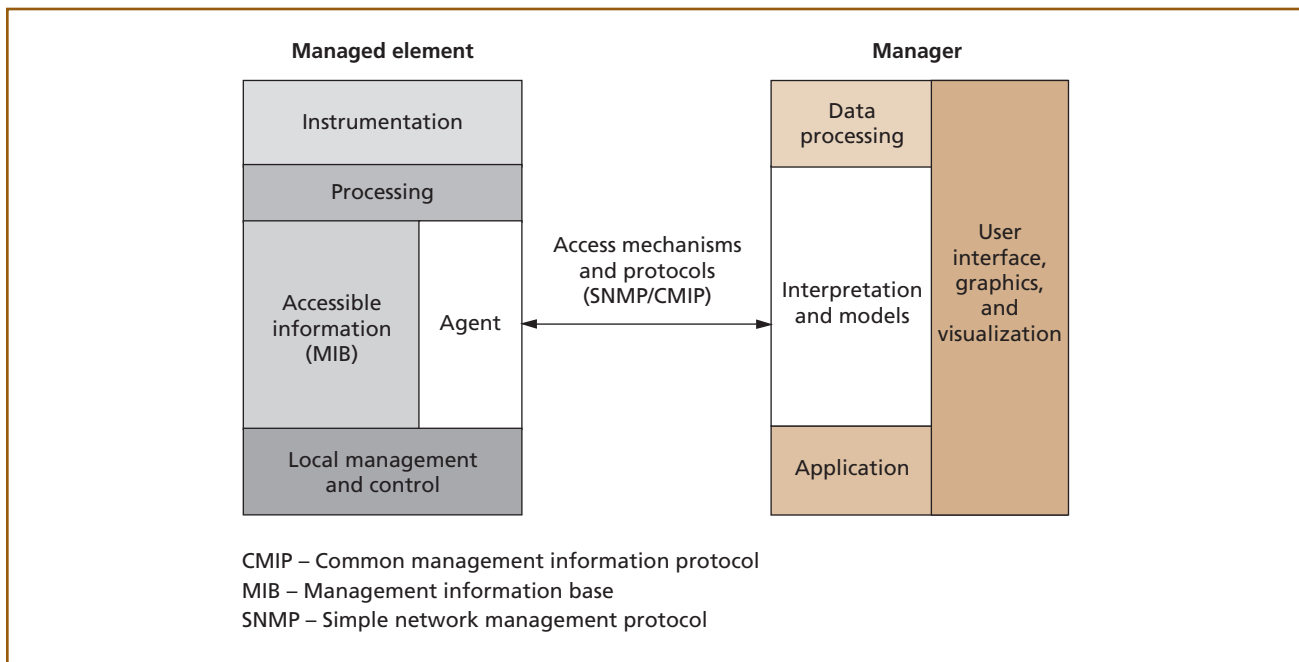 Managed element
Instrumentation
Processing
Accessible
information
(MIB)
Agent
Local management
and control
Access mechanisms
and protocols
(SNMP/CMIP)
Manager
Data
processing
Interpretation
and models
Application
User
interface,
graphics,
and
visualization
CMIP – Common management information protocol
MIB – Management information base
SNMP – Simple network management protocol